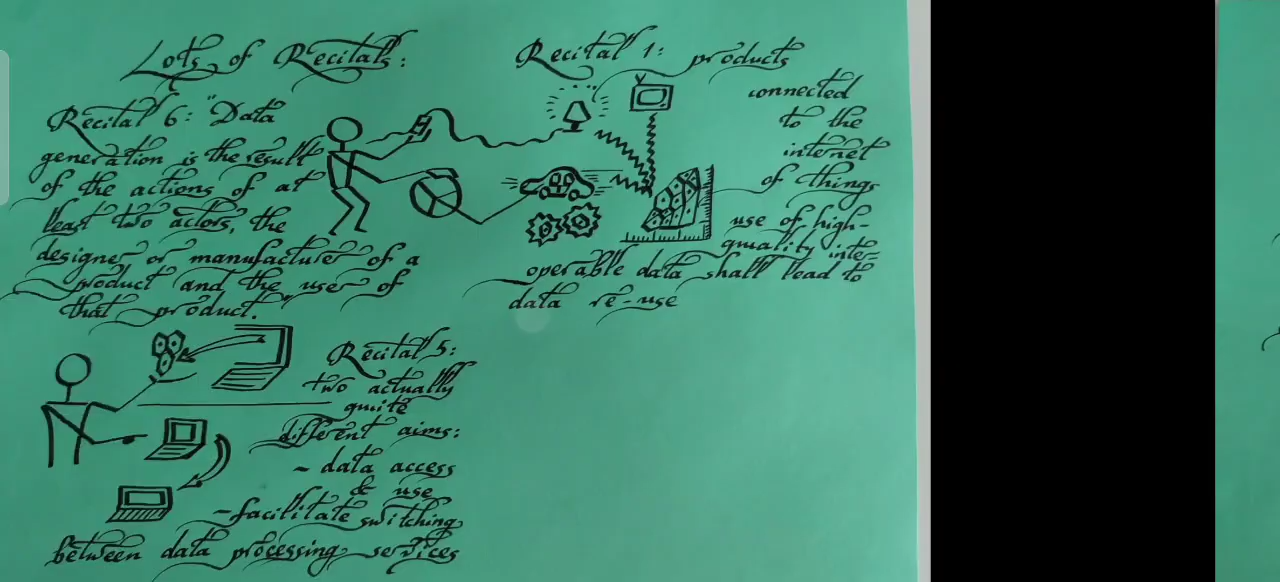 Lots of Recitals:
Recital 6: "Data
generation is the result
of the actions of at
least two actors, the
designer or manufacturer of a
product and the user of
that product."
Recital 1: products
connected
to the
internet
of things
use of high-
quality inter-
operable data shall lead to
data re-use
Recital 5:
two actually
quite
different aims:
- data access
& use
- facilitate switching
between data processing services